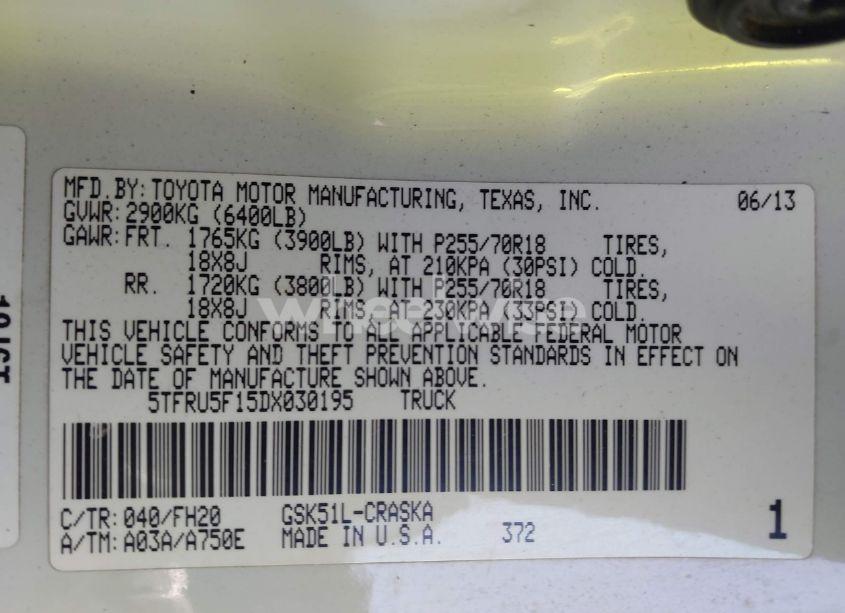 MFD.BY: TOYOTA MOTOR MANUFACTURING, TEXAS, INC. 06/13
GVWR: 2900KG (6400LB)
GAWR: FRT. 1765KG (3900LB) WITH P255/70R18 TIRES,
18X8J RIMS, AT 210KPA (30PSI) COLD.
RR. 1720KG (3800LB) WITH P255/70R18 TIRES,
18X8J RIMS, AT 230KPA (33PSI) COLD.
THIS VEHICLE CONFORMS TO ALL APPLICABLE FEDERAL MOTOR
VEHICLE SAFETY AND THEFT PREVENTION STANDARDS IN EFFECT ON
THE DATE OF MANUFACTURE SHOWN ABOVE.
5TFRU5F15DX030195 TRUCK
C/TR: 040/FH20 GSK51L-CRASKA
A/TM: A03A/A750E MADE IN U.S.A. 372 1
wheelwise